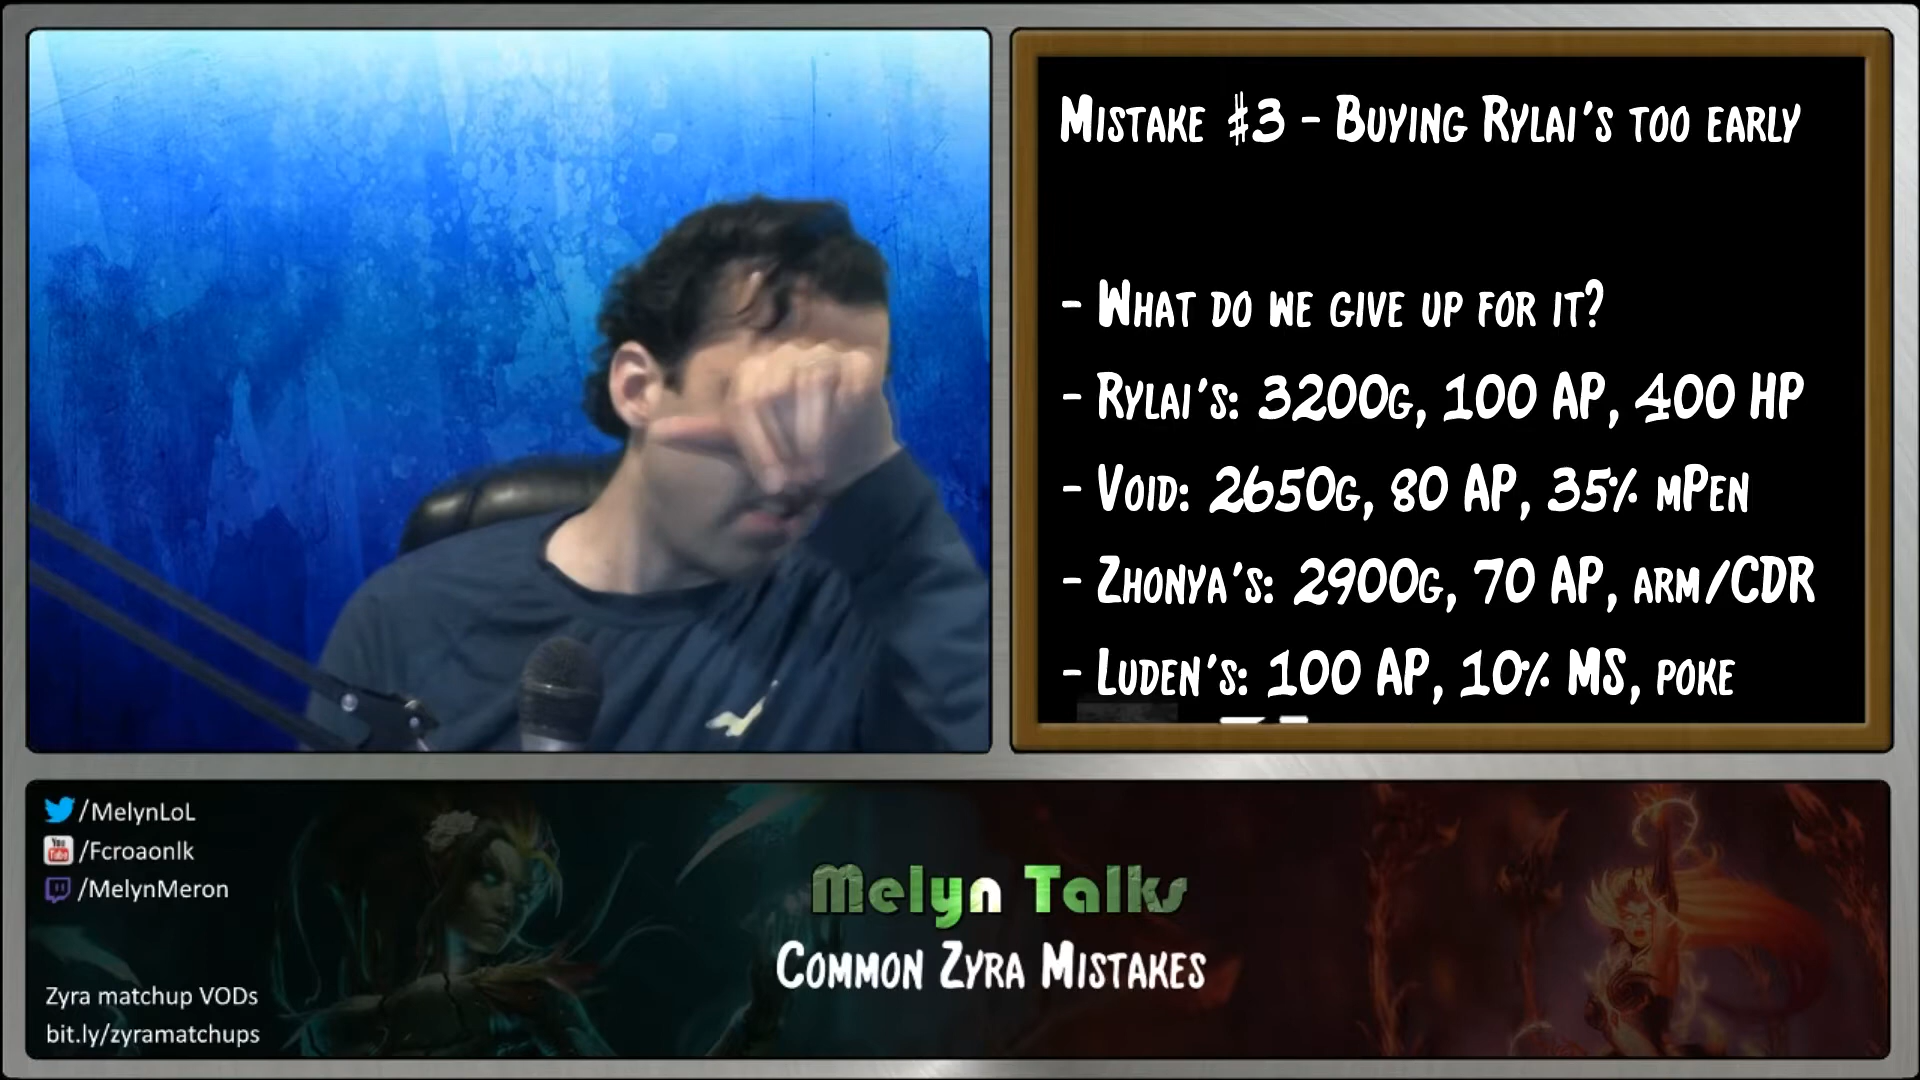 Mistake #3 - Buying Rylai's too early
- What do we give up for it?
- Rylai's: 3200g, 100 AP, 400 HP
- Void: 2650g, 80 AP, 35% mPen
- Zhonya's: 2900g, 70 AP, arm/CDR
- Luden's: 100 AP, 10% MS, poke
/MelynLoL
You Tube /Fcroaonlk
/MelynMeron
Melyn Talks
Common Zyra Mistakes
Zyra matchup VODs
bit.ly/zyramatchups